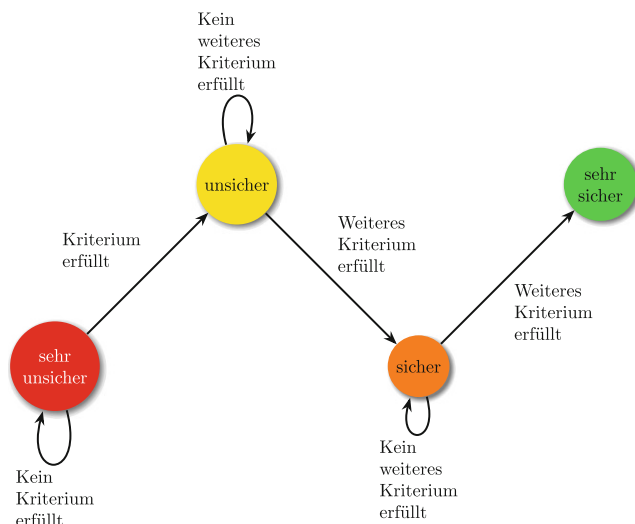 Kein
weiteres
Kriterium
erfüllt
unsicher
sehr
sicher
Kriterium
erfüllt
Weiteres
Kriterium
erfüllt
Weiteres
Kriterium
erfüllt
sehr
unsicher
sicher
Kein
weiteres
Kriterium
erfüllt
Kein
Kriterium
erfüllt